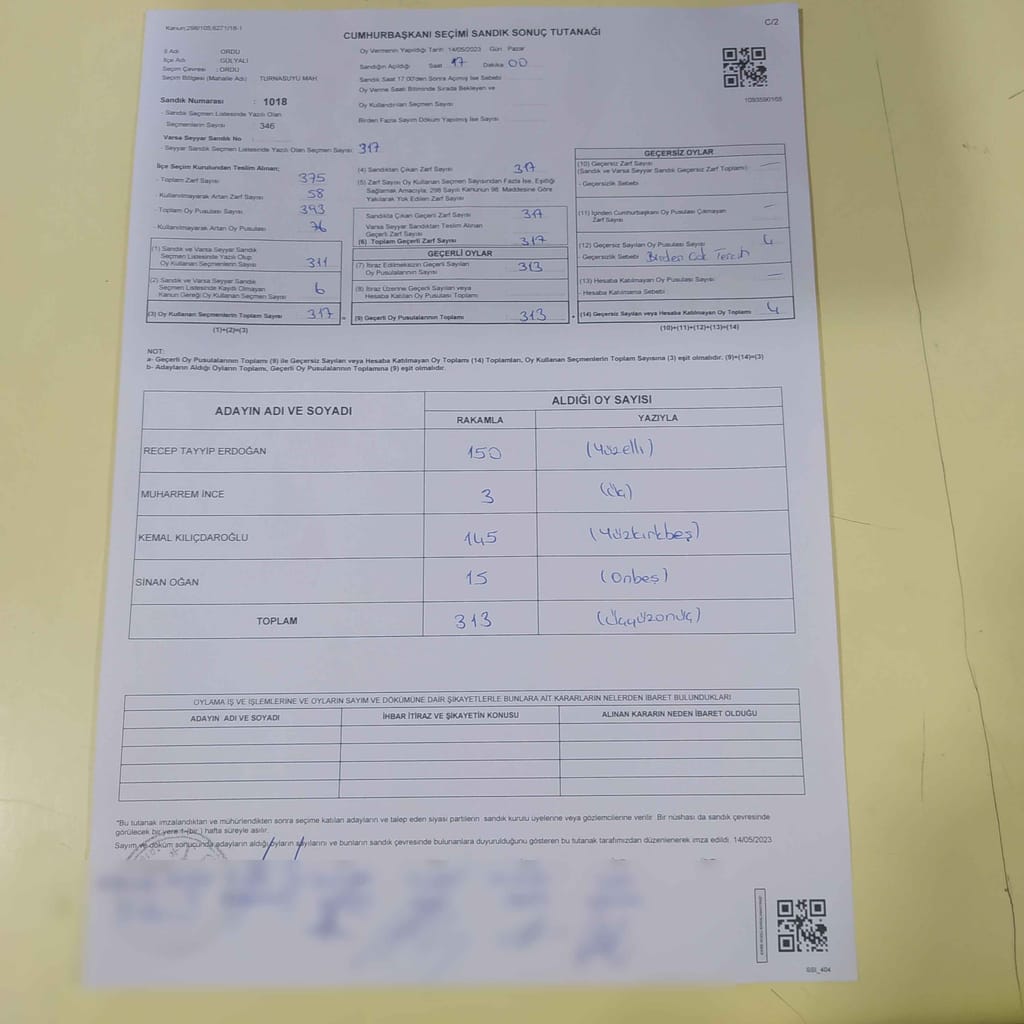 Kanun:298/105,6271/18-1
C/2
CUMHURBAŞKANI SEÇİMİ SANDIK SONUÇ TUTANAĞI
İl Adı : ORDU
İlçe Adı : GÜLYALI
Seçim Çevresi : ORDU
Seçim Bölgesi (Mahalle Adı) TURNASUYU MAH.
Oy Vermenin Yapıldığı Tarih 14/05/2023 Gün Pazar
Sandığın Açıldığı Saat 17 Dakika 00
Sandık Saat 17.00'den Sonra Açılmış İse Sebebi
Oy Verme Saati Bitiminde Sırada Bekleyen ve
Oy Kullandırılan Seçmen Sayısı
Birden Fazla Sayım Döküm Yapılmış İse Sayısı
1093590165
Sandık Numarası : 1018
- Sandık Seçmen Listesinde Yazılı Olan
Seçmenlerin Sayısı : 346
Varsa Seyyar Sandık No
- Seyyar Sandık Seçmen Listesinde Yazılı Olan Seçmen Sayısı: 317
İlçe Seçim Kurulundan Teslim Alınan;
- Toplam Zarf Sayısı 375
- Kullanılmayarak Artan Zarf Sayısı 58
- Toplam Oy Pusulası Sayısı 393
- Kullanılmayarak Artan Oy Pusulası 76
(1) Sandık ve Varsa Seyyar Sandık
Seçmen Listesinde Yazılı Olup
Oy Kullanan Seçmenlerin Sayısı 311
(2) Sandık ve Varsa Seyyar Sandık
Seçmen Listesinde Kayıtlı Olmayan
Kanun Gereği Oy Kullanan Seçmen Sayısı 6
(3) Oy Kullanan Seçmenlerin Toplam Sayısı 317 =
(1)+(2)=(3)
(4) Sandıktan Çıkan Zarf Sayısı 317
(5) Zarf Sayısı Oy Kullanan Seçmen Sayısından Fazla İse, Eşitliği
Sağlamak Amacıyla, 298 Sayılı Kanunun 98. Maddesine Göre
Yakılarak Yok Edilen Zarf Sayısı
Sandıkta Çıkan Geçerli Zarf Sayısı 317
Varsa Seyyar Sandıktan Teslim Alınan
Geçerli Zarf Sayısı
(6) Toplam Geçerli Zarf Sayısı 317
GEÇERLİ OYLAR
(7) İtiraz Edilmeksizin Geçerli Sayılan
Oy Pusulalarının Sayısı 313
(8) İtiraz Üzerine Geçerli Sayılan veya
Hesaba Katılan Oy Pusulası Toplamı
(9) Geçerli Oy Pusulalarının Toplamı 313 +
GEÇERSİZ OYLAR
(10) Geçersiz Zarf Sayısı
(Sandık ve Varsa Seyyar Sandık Geçersiz Zarf Toplamı)
- Geçersizlik Sebebi
(11) İçinden Cumhurbaşkanı Oy Pusulası Çıkmayan
Zarf Sayısı
(12) Geçersiz Sayılan Oy Pusulası Sayısı 4
- Geçersizlik Sebebi Birden Çok Tercih
(13) Hesaba Katılmayan Oy Pusulası Sayısı
- Hesaba Katılmama Sebebi
(14) Geçersiz Sayılan veya Hesaba Katılmayan Oy Toplamı 4
(10)+(11)+(12)+(13)=(14)
NOT:
a- Geçerli Oy Pusulalarının Toplamı (9) ile Geçersiz Sayılan veya Hesaba Katılmayan Oy Toplamı (14) Toplamları, Oy Kullanan Seçmenlerin Toplam Sayısına (3) eşit olmalıdır. (9)+(14)=(3)
b- Adayların Aldığı Oyların Toplamı, Geçerli Oy Pusulalarının Toplamına (9) eşit olmalıdır.
ADAYIN ADI VE SOYADI
ALDIĞI OY SAYISI
RAKAMLA YAZIYLA
RECEP TAYYİP ERDOĞAN 150 (Yüzelli)
MUHARREM İNCE 3 (Üç)
KEMAL KILIÇDAROĞLU 145 (Yüzkırkbeş)
SİNAN OĞAN 15 (Onbeş)
TOPLAM 313 (Üçyüzonüç)
OYLAMA İŞ VE İŞLEMLERİNE VE OYLARIN SAYIM VE DÖKÜMÜNE DAİR ŞİKAYETLERLE BUNLARA AİT KARARLARIN NELERDEN İBARET BULUNDUKLARI
ADAYIN ADI VE SOYADI İHBAR İTİRAZ VE ŞİKAYETİN KONUSU ALINAN KARARIN NEDEN İBARET OLDUĞU
"Bu tutanak imzalandıktan ve mühürlendikten sonra seçime katılan adayların ve talep eden siyasi partilerin sandık kurulu üyelerine veya gözlemcilerine verilir. Bir nüshası da sandık çevresinde
görülecek bir yere 1 (bir ) hafta süreyle asılır.
Sayım ve döküm sonucunda adayların aldığı oyların sayılarını ve bunların sandık çevresinde bulunanlara duyurulduğunu gösteren bu tutanak tarafımızdan düzenlenerek imza edildi. 14/05/2023
SSI_404